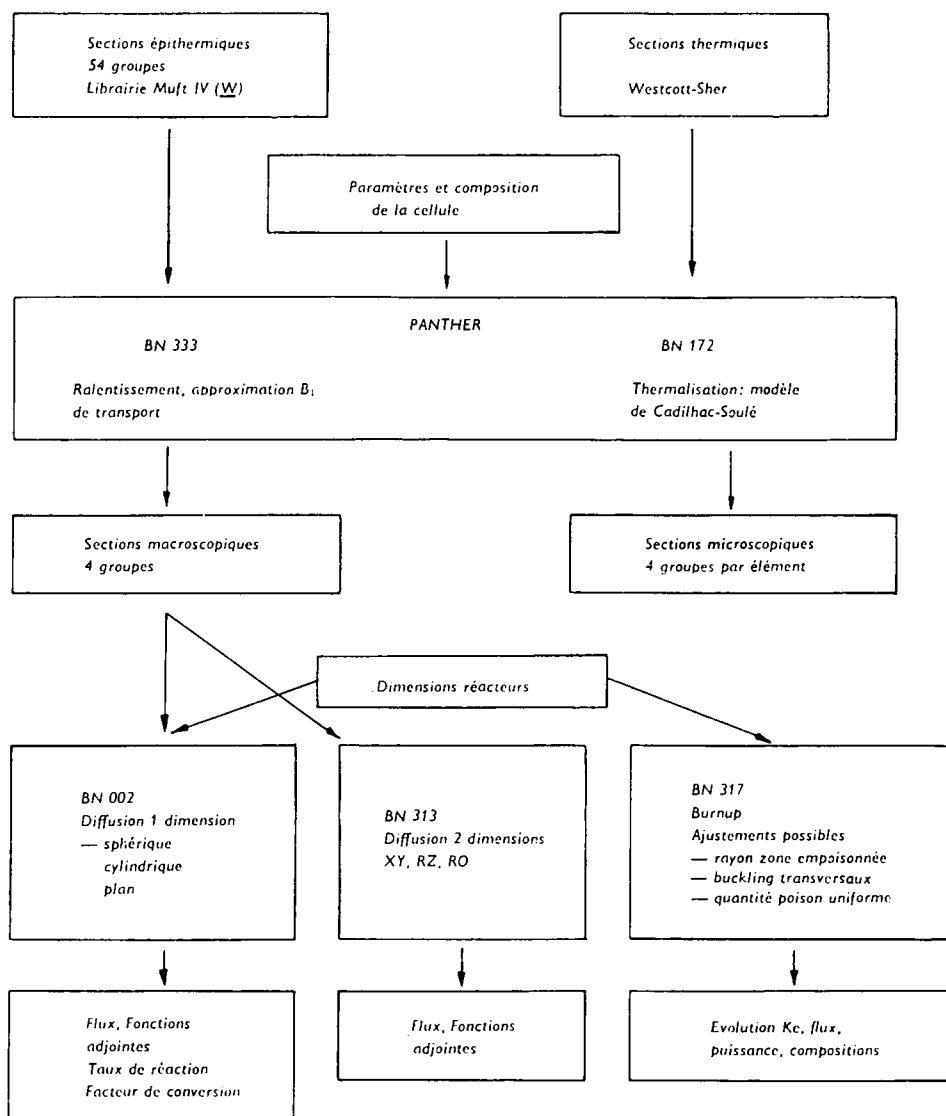 Sections épithermiques
54 groupes
Librairie Muft IV (W)
Sections thermiques
Westcott-Sher
Paramètres et composition
de la cellule
PANTHER
BN 333
Ralentissement, approximation B₁
de transport
BN 172
Thermalisation: modèle
de Cadilhac-Soulé
Sections macroscopiques
4 groupes
Sections microscopiques
4 groupes par élément
Dimensions réacteurs
BN 002
Diffusion 1 dimension
— sphérique
cylindrique
plan
BN 313
Diffusion 2 dimensions
XY, RZ, RO
BN 317
Burnup
Ajustements possibles
— rayon zone empoisonnée
— buckling transversaux
— quantité poison uniforme
Flux, Fonctions
adjointes
Taux de réaction
Facteur de conversion
Flux, Fonctions
adjointes
Evolution Ke, flux,
puissance, compositions